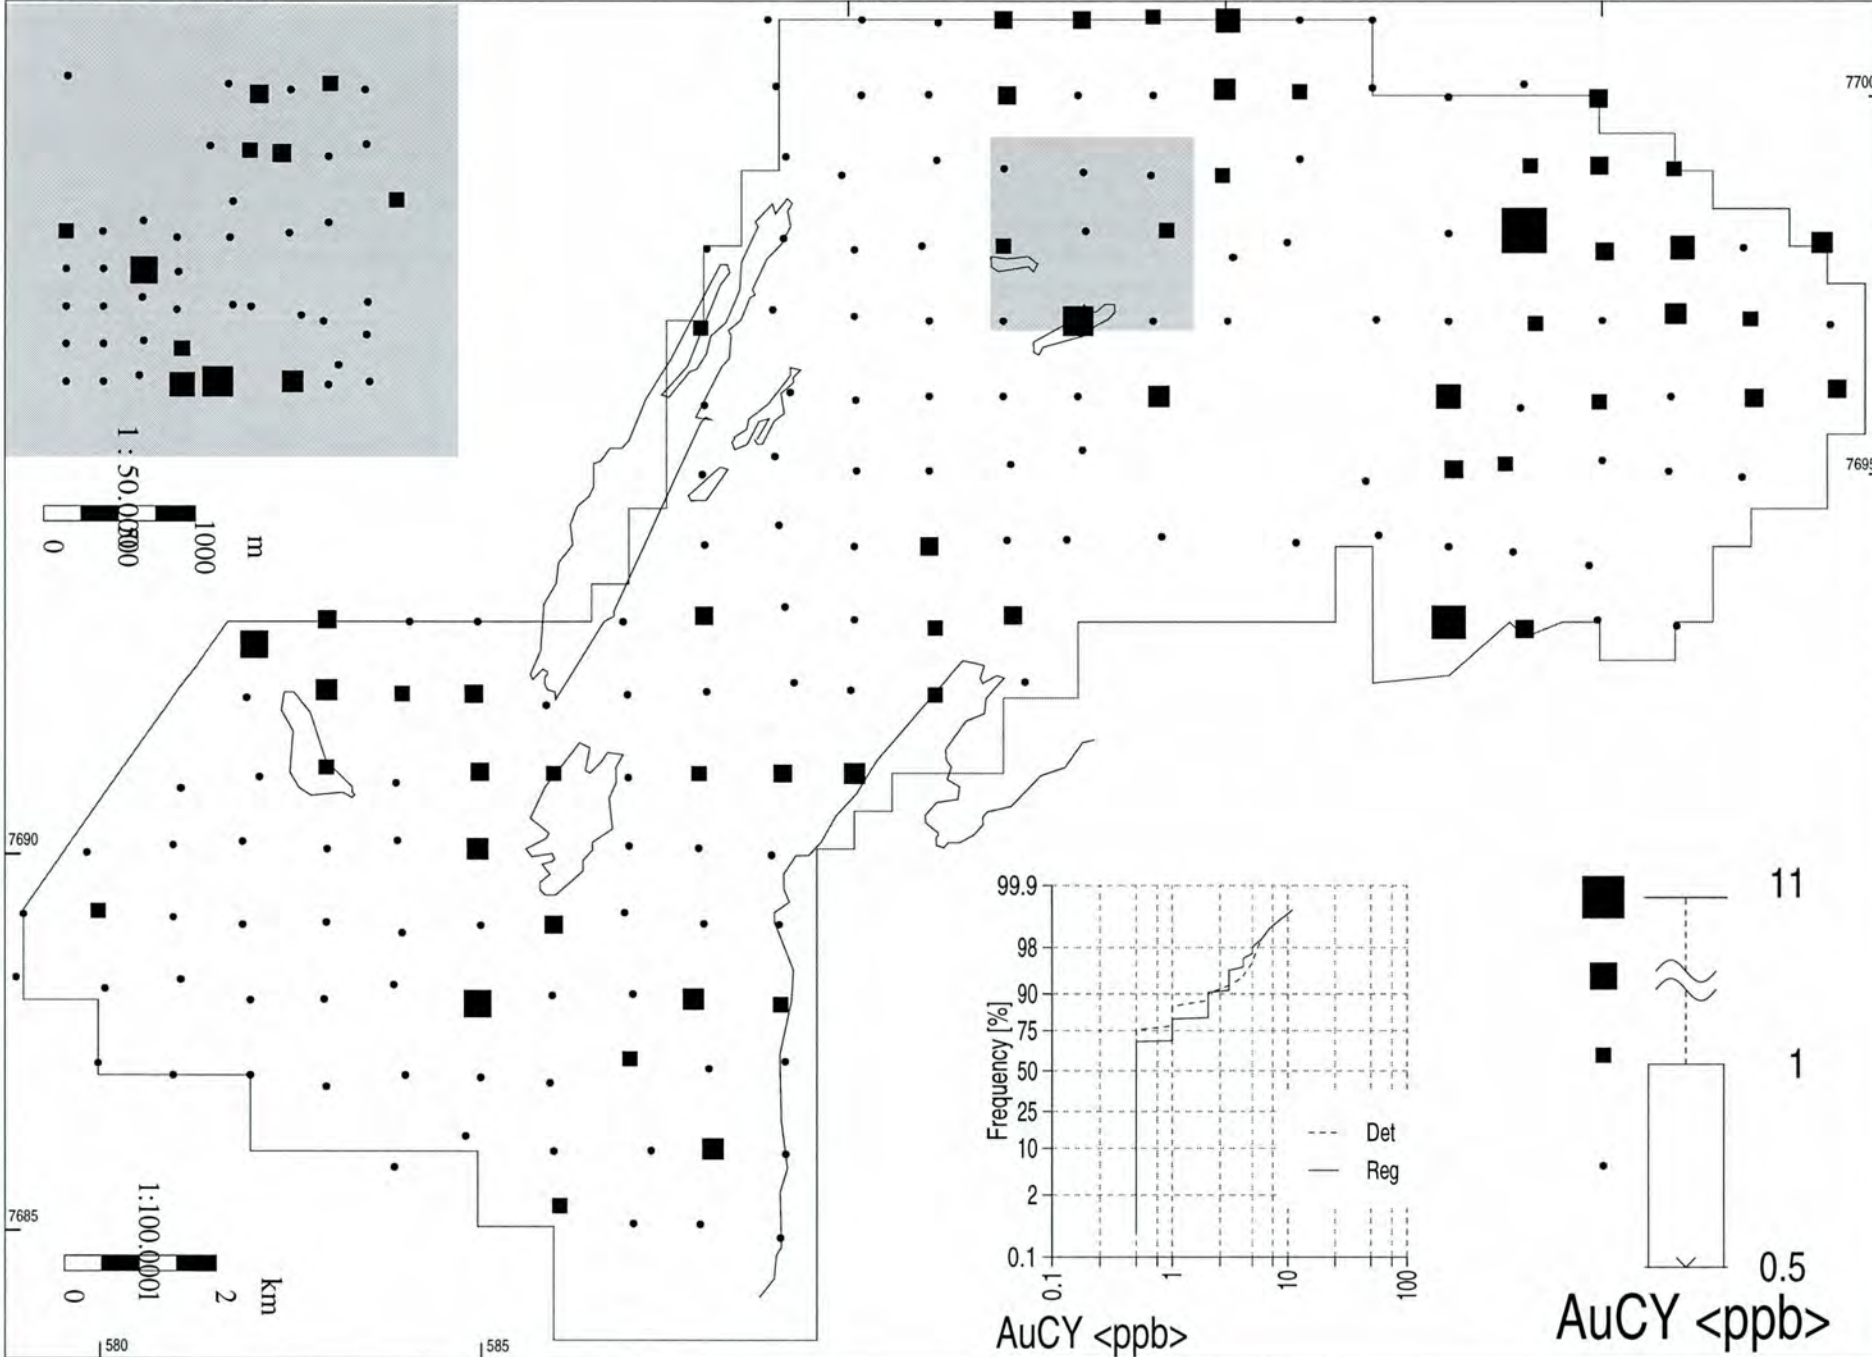 7700
7695
1 : 50.000
0 500 1000 m
7690
7685
1:100.000
0 1 2 km
580
585
99.9
98
90
75
50
25
10
2
0.1
Frequency [%]
Det
Reg
0.1 1 10 100
AuCY <ppb>
11
1
0.5
AuCY <ppb>